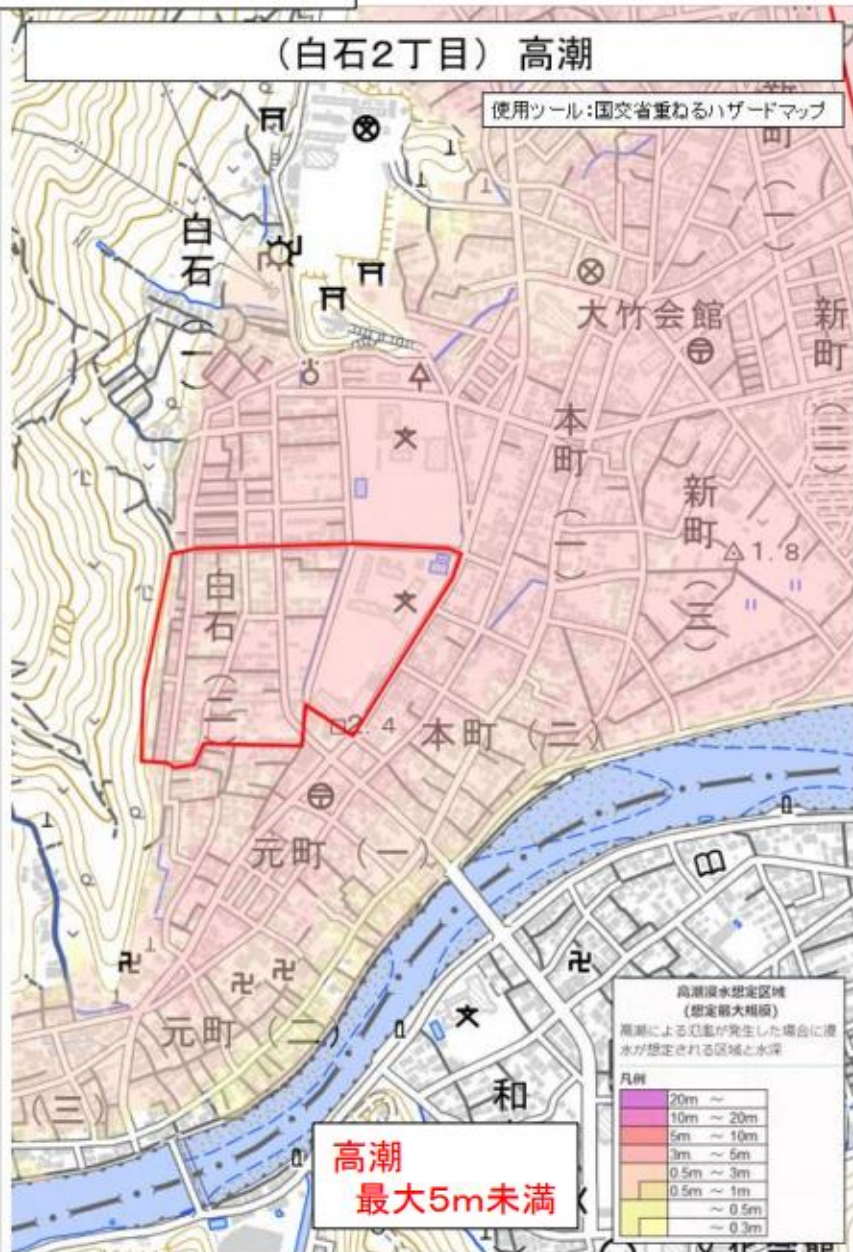 (白石2丁目) 高潮
使用ツール:国交省重ねるハザードマップ
新町(一)
白石(一)
大竹会館
新町(二)
本町(一)
新町(三)
1.8
白石(二)
100
2.4
本町(二)
元町(一)
元町(二)
(三)
和
高潮
最大5m未満
高潮浸水想定区域
(想定最大規模)
高潮による氾濫が発生した場合に浸
水が想定される区域と水深
凡例
20m ~
10m ~ 20m
5m ~ 10m
3m ~ 5m
0.5m ~ 3m
0.5m ~ 1m
~ 0.5m
~ 0.3m